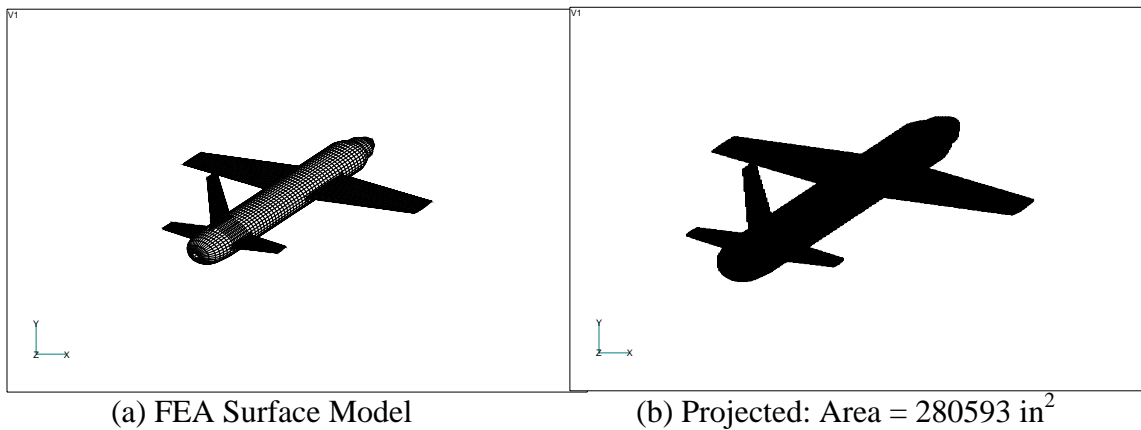 V1 V1
Y Y
Z X Z X
(a) FEA Surface Model (b) Projected: Area = 280593 in²